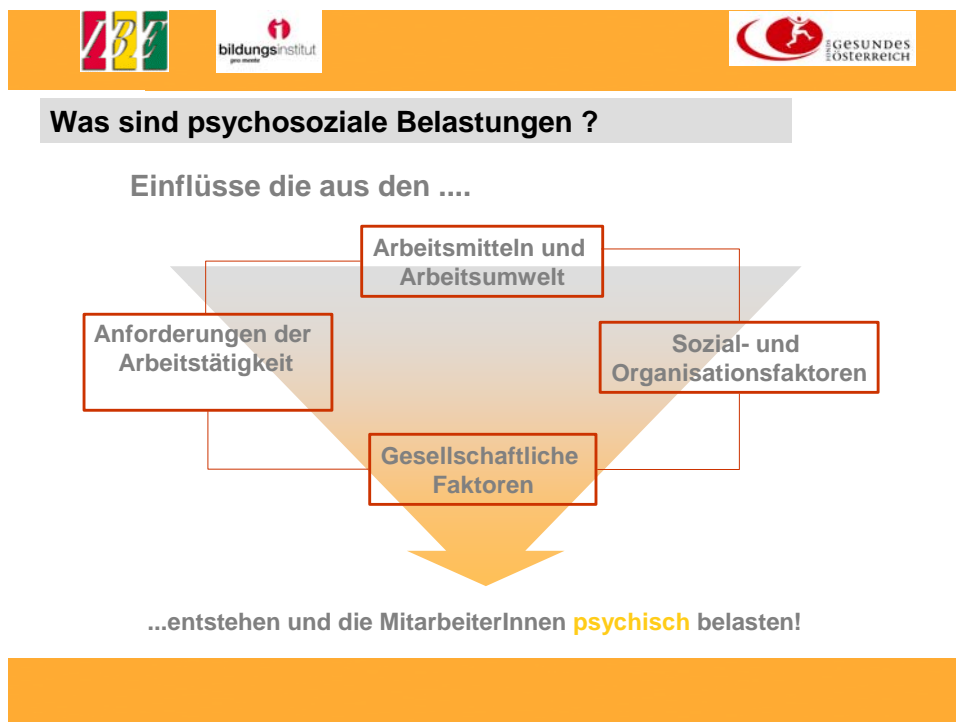 IBE
bildungsinstitut
pro mente
FONDS
GESUNDES
ÖSTERREICH
Was sind psychosoziale Belastungen ?
Einflüsse die aus den ....
Arbeitsmitteln und
Arbeitsumwelt
Anforderungen der
Arbeitstätigkeit
Sozial- und
Organisationsfaktoren
Gesellschaftliche
Faktoren
...entstehen und die MitarbeiterInnen psychisch belasten!